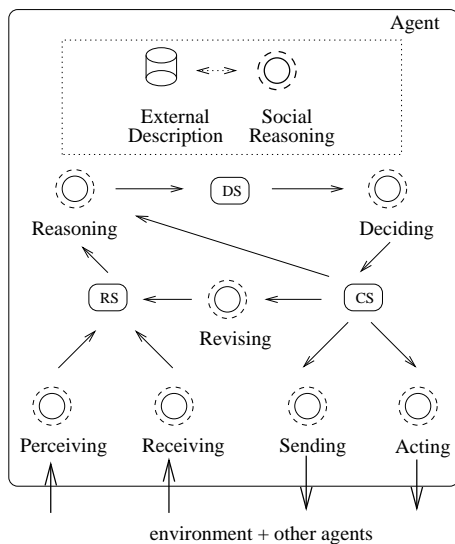 Agent
External Description
Social Reasoning
DS
Reasoning
Deciding
RS
CS
Revising
Perceiving
Receiving
Sending
Acting
environment + other agents